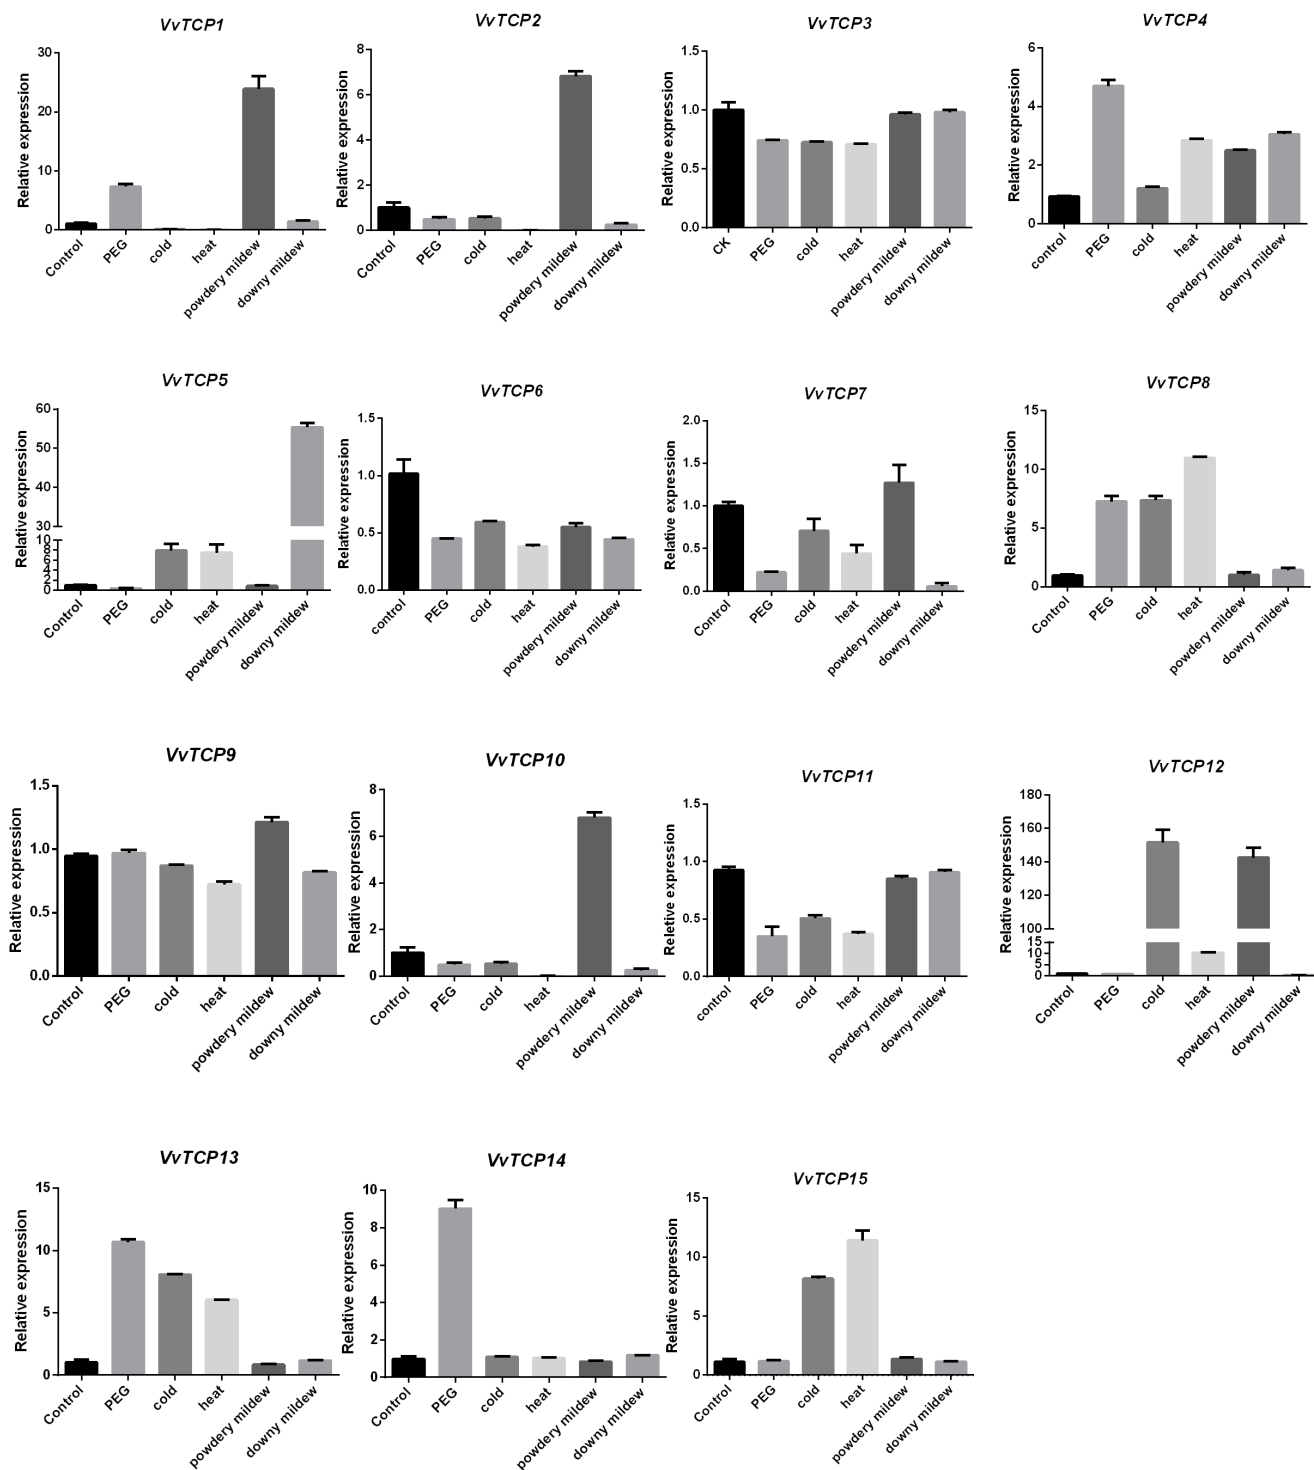 VvTCP1
Relative expression
30
20
10
0
Control
PEG
cold
heat
powdery mildew
downy mildew
VvTCP2
Relative expression
8
6
4
2
0
Control
PEG
cold
heat
powdery mildew
downy mildew
VvTCP3
Relative expression
1.5
1.0
0.5
0.0
CK
PEG
cold
heat
powdery mildew
downy mildew
VvTCP4
Relative expression
6
4
2
0
control
PEG
cold
heat
powdery mildew
downy mildew
VvTCP5
Relative expression
60
50
40
30
10
8
6
4
2
0
Control
PEG
cold
heat
powdery mildew
downy mildew
VvTCP6
Relative expression
1.5
1.0
0.5
0.0
control
PEG
cold
heat
powdery mildew
downy mildew
VvTCP7
Relative expression
2.0
1.5
1.0
0.5
0.0
Control
PEG
cold
heat
powdery mildew
downy mildew
VvTCP8
Relative expression
15
10
5
0
Control
PEG
cold
heat
powdery mildew
downy mildew
VvTCP9
Relative expression
1.5
1.0
0.5
0.0
Control
PEG
cold
heat
powdery mildew
downy mildew
VvTCP10
Relative expression
8
6
4
2
0
Control
PEG
cold
heat
powdery mildew
downy mildew
VvTCP11
Relative expression
1.5
1.0
0.5
0.0
control
PEG
cold
heat
powdery mildew
downy mildew
VvTCP12
Relative expression
180
160
140
120
100
15
10
5
0
Control
PEG
cold
heat
powdery mildew
downy mildew
VvTCP13
Relative expression
15
10
5
0
Control
PEG
cold
heat
powdery mildew
downy mildew
VvTCP14
Relative expression
10
8
6
4
2
0
Control
PEG
cold
heat
powdery mildew
downy mildew
VvTCP15
Relative expression
15
10
5
0
Control
PEG
cold
heat
powdery mildew
downy mildew